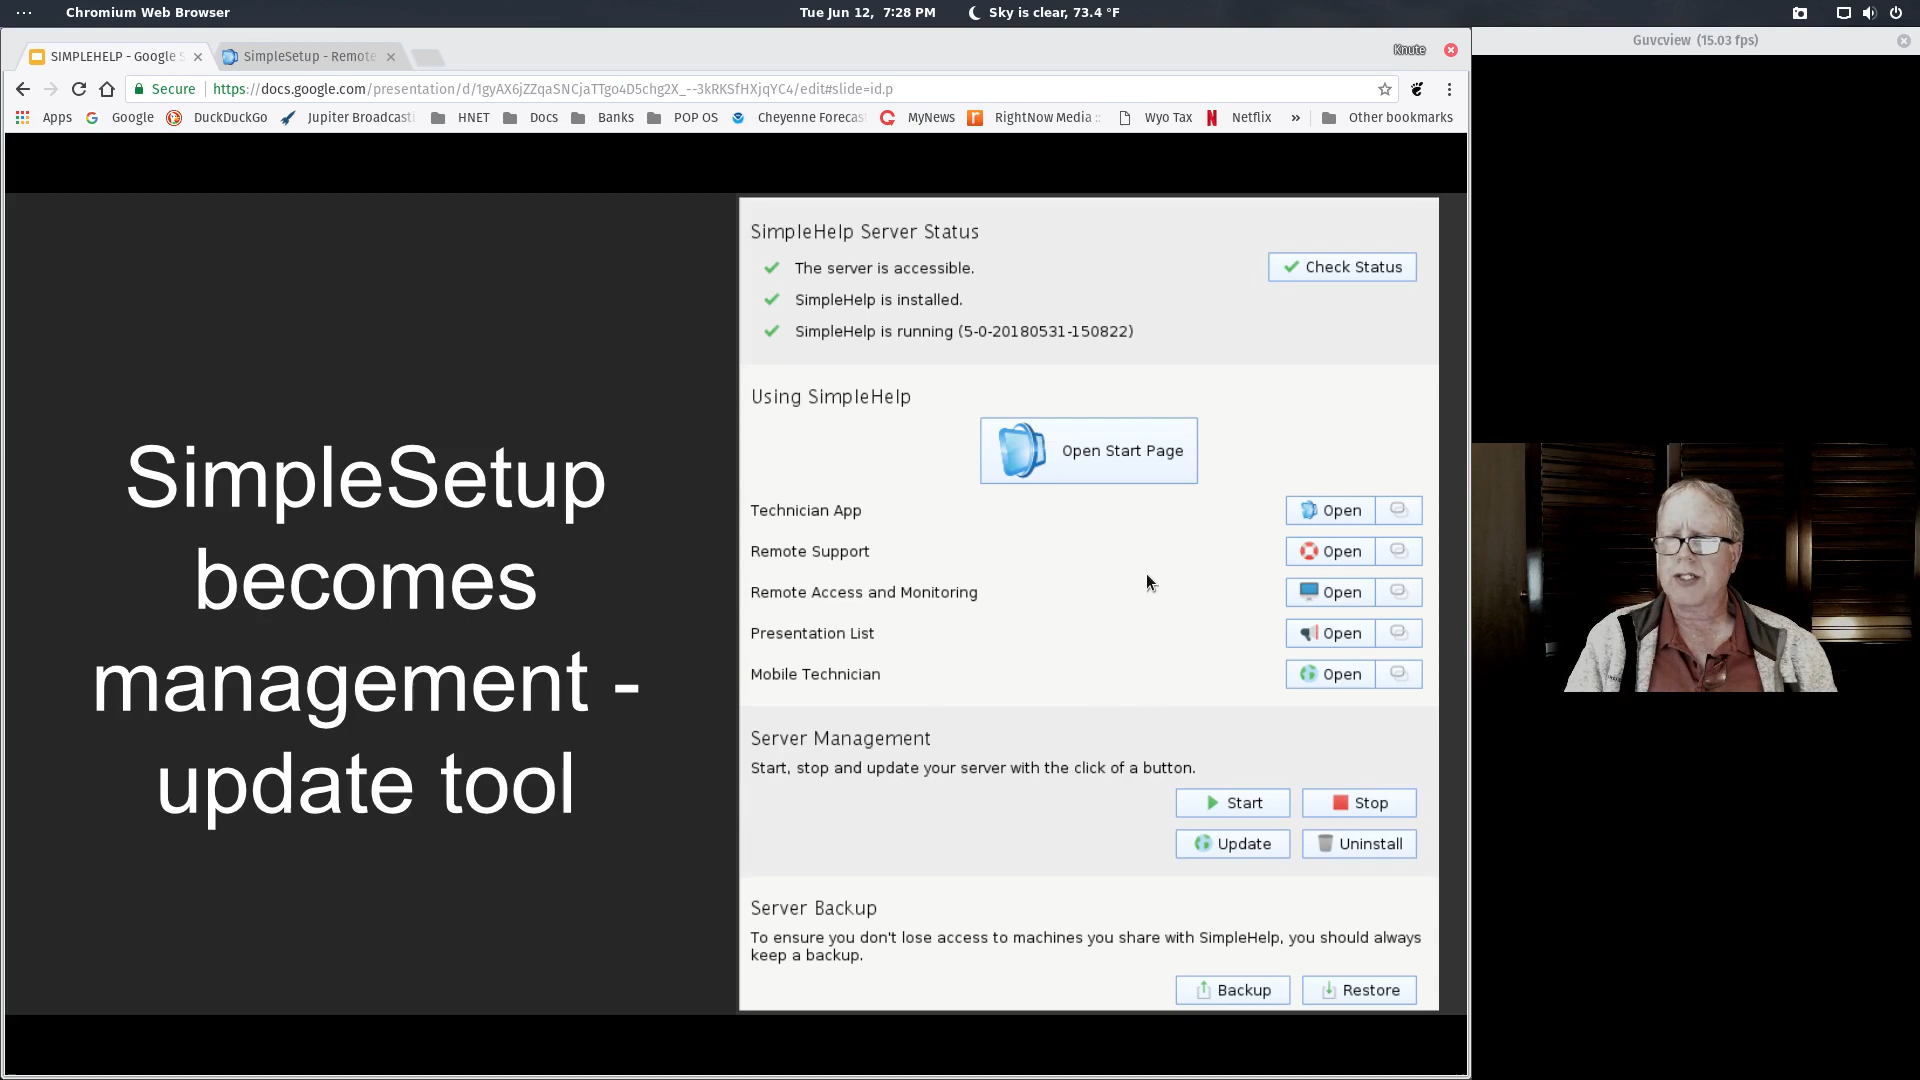 Chromium Web Browser
Tue Jun 12, 7:28 PM
Sky is clear, 73.4 °F
Guvcview (15.03 fps)
SIMPLEHELP - Google S
SimpleSetup - Remote
Knute
Secure
https://docs.google.com/presentation/d/1gyAX6jZZqaSNCjaTTgo4D5chg2X_--3kRKSfHXjqYC4/edit#slide=id.p
Apps
Google
DuckDuckGo
Jupiter Broadcasti
HNET
Docs
Banks
POP OS
Cheyenne Forecas
MyNews
RightNow Media ::
Wyo Tax
Netflix
»
Other bookmarks
SimpleSetup
becomes
management -
update tool
SimpleHelp Server Status
The server is accessible.
Check Status
SimpleHelp is installed.
SimpleHelp is running (5-0-20180531-150822)
Using SimpleHelp
Open Start Page
Technician App
Open
Remote Support
Open
Remote Access and Monitoring
Open
Presentation List
Open
Mobile Technician
Open
Server Management
Start, stop and update your server with the click of a button.
Start
Stop
Update
Uninstall
Server Backup
To ensure you don't lose access to machines you share with SimpleHelp, you should always
keep a backup.
Backup
Restore